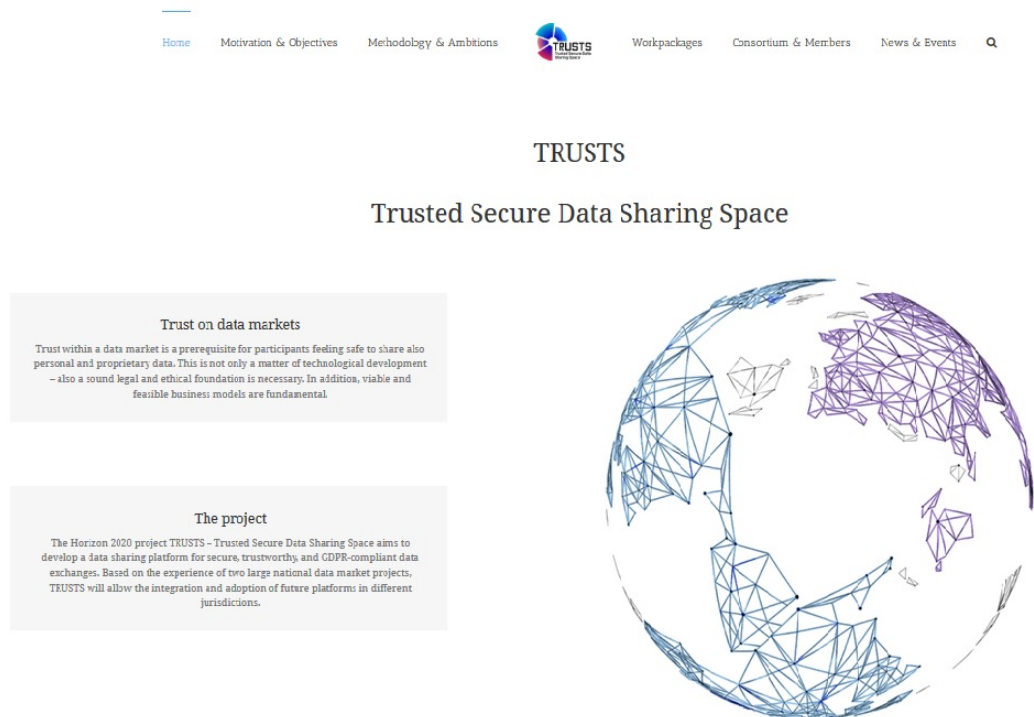 Home
Motivation & Objectives
Methodology & Ambitions
TRUSTS
Trusted Secure Data
Sharing Space
Workpackages
Consortium & Members
News & Events
TRUSTS
Trusted Secure Data Sharing Space
Trust on data markets
Trust within a data market is a prerequisite for participants feeling safe to share also
personal and proprietary data. This is not only a matter of technological development
– also a sound legal and ethical foundation is necessary. In addition, viable and
feasible business models are fundamental.
The project
The Horizon 2020 project TRUSTS – Trusted Secure Data Sharing Space aims to
develop a data sharing platform for secure, trustworthy, and GDPR-compliant data
exchanges. Based on the experience of two large national data market projects,
TRUSTS will allow the integration and adoption of future platforms in different
jurisdictions.